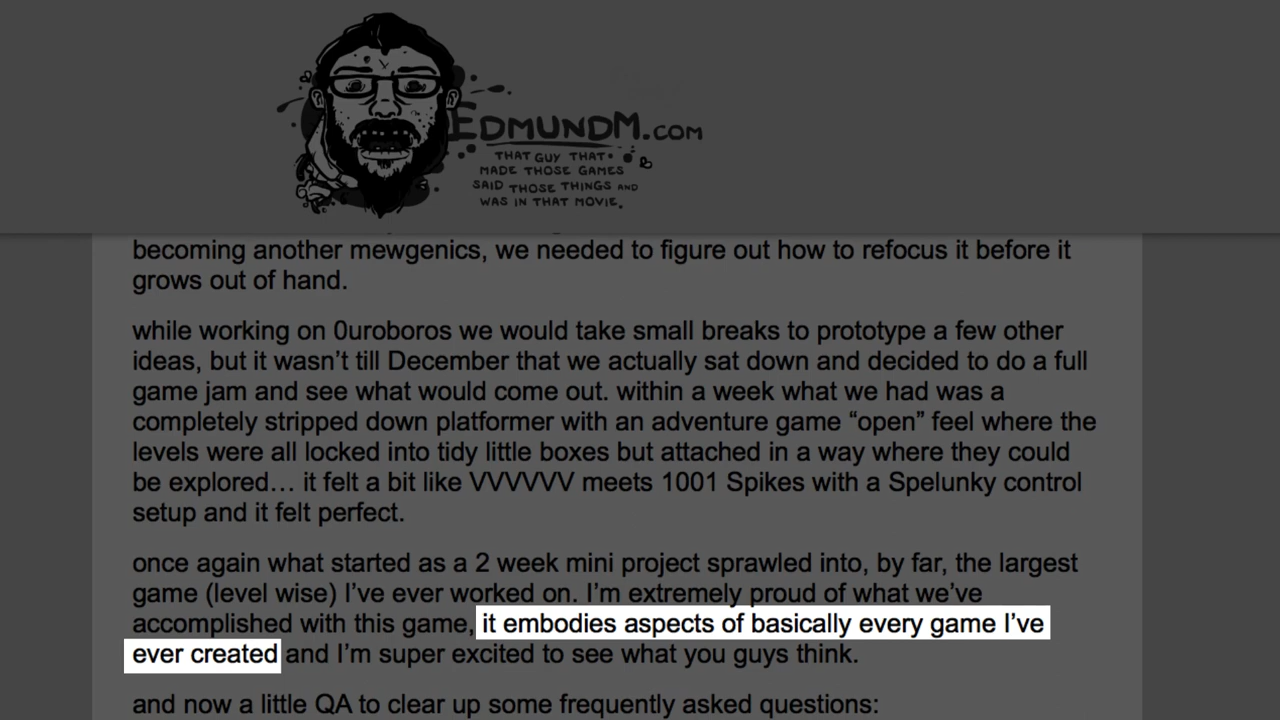 EDMUNDM.COM
THAT GUY THAT
MADE THOSE GAMES
SAID THOSE THINGS AND
WAS IN THAT MOVIE.
becoming another mewgenics, we needed to figure out how to refocus it before it
grows out of hand.
while working on 0uroboros we would take small breaks to prototype a few other
ideas, but it wasn’t till December that we actually sat down and decided to do a full
game jam and see what would come out. within a week what we had was a
completely stripped down platformer with an adventure game “open” feel where the
levels were all locked into tidy little boxes but attached in a way where they could
be explored… it felt a bit like VVVVVV meets 1001 Spikes with a Spelunky control
setup and it felt perfect.
once again what started as a 2 week mini project sprawled into, by far, the largest
game (level wise) I’ve ever worked on. I’m extremely proud of what we’ve
accomplished with this game, it embodies aspects of basically every game I’ve
ever created and I’m super excited to see what you guys think.
and now a little QA to clear up some frequently asked questions: